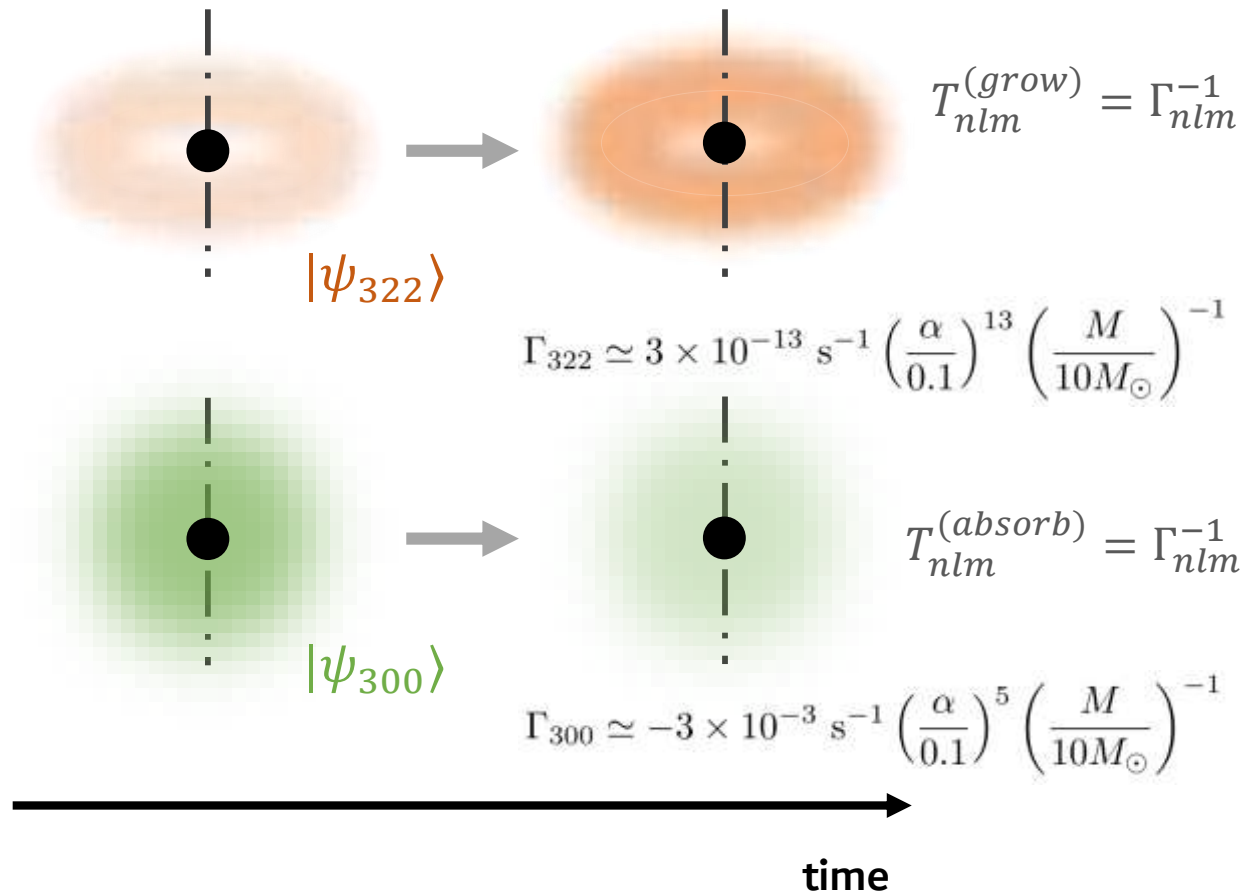 T_{nlm}^{(grow)} = Γ_{nlm}^{-1}
|ψ_{322}⟩
Γ_{322} ≃ 3 × 10^{-13} s^{-1} (α/0.1)^{13} (M/10M_⊙)^{-1}
T_{nlm}^{(absorb)} = Γ_{nlm}^{-1}
|ψ_{300}⟩
Γ_{300} ≃ −3 × 10^{-3} s^{-1} (α/0.1)^{5} (M/10M_⊙)^{-1}
time